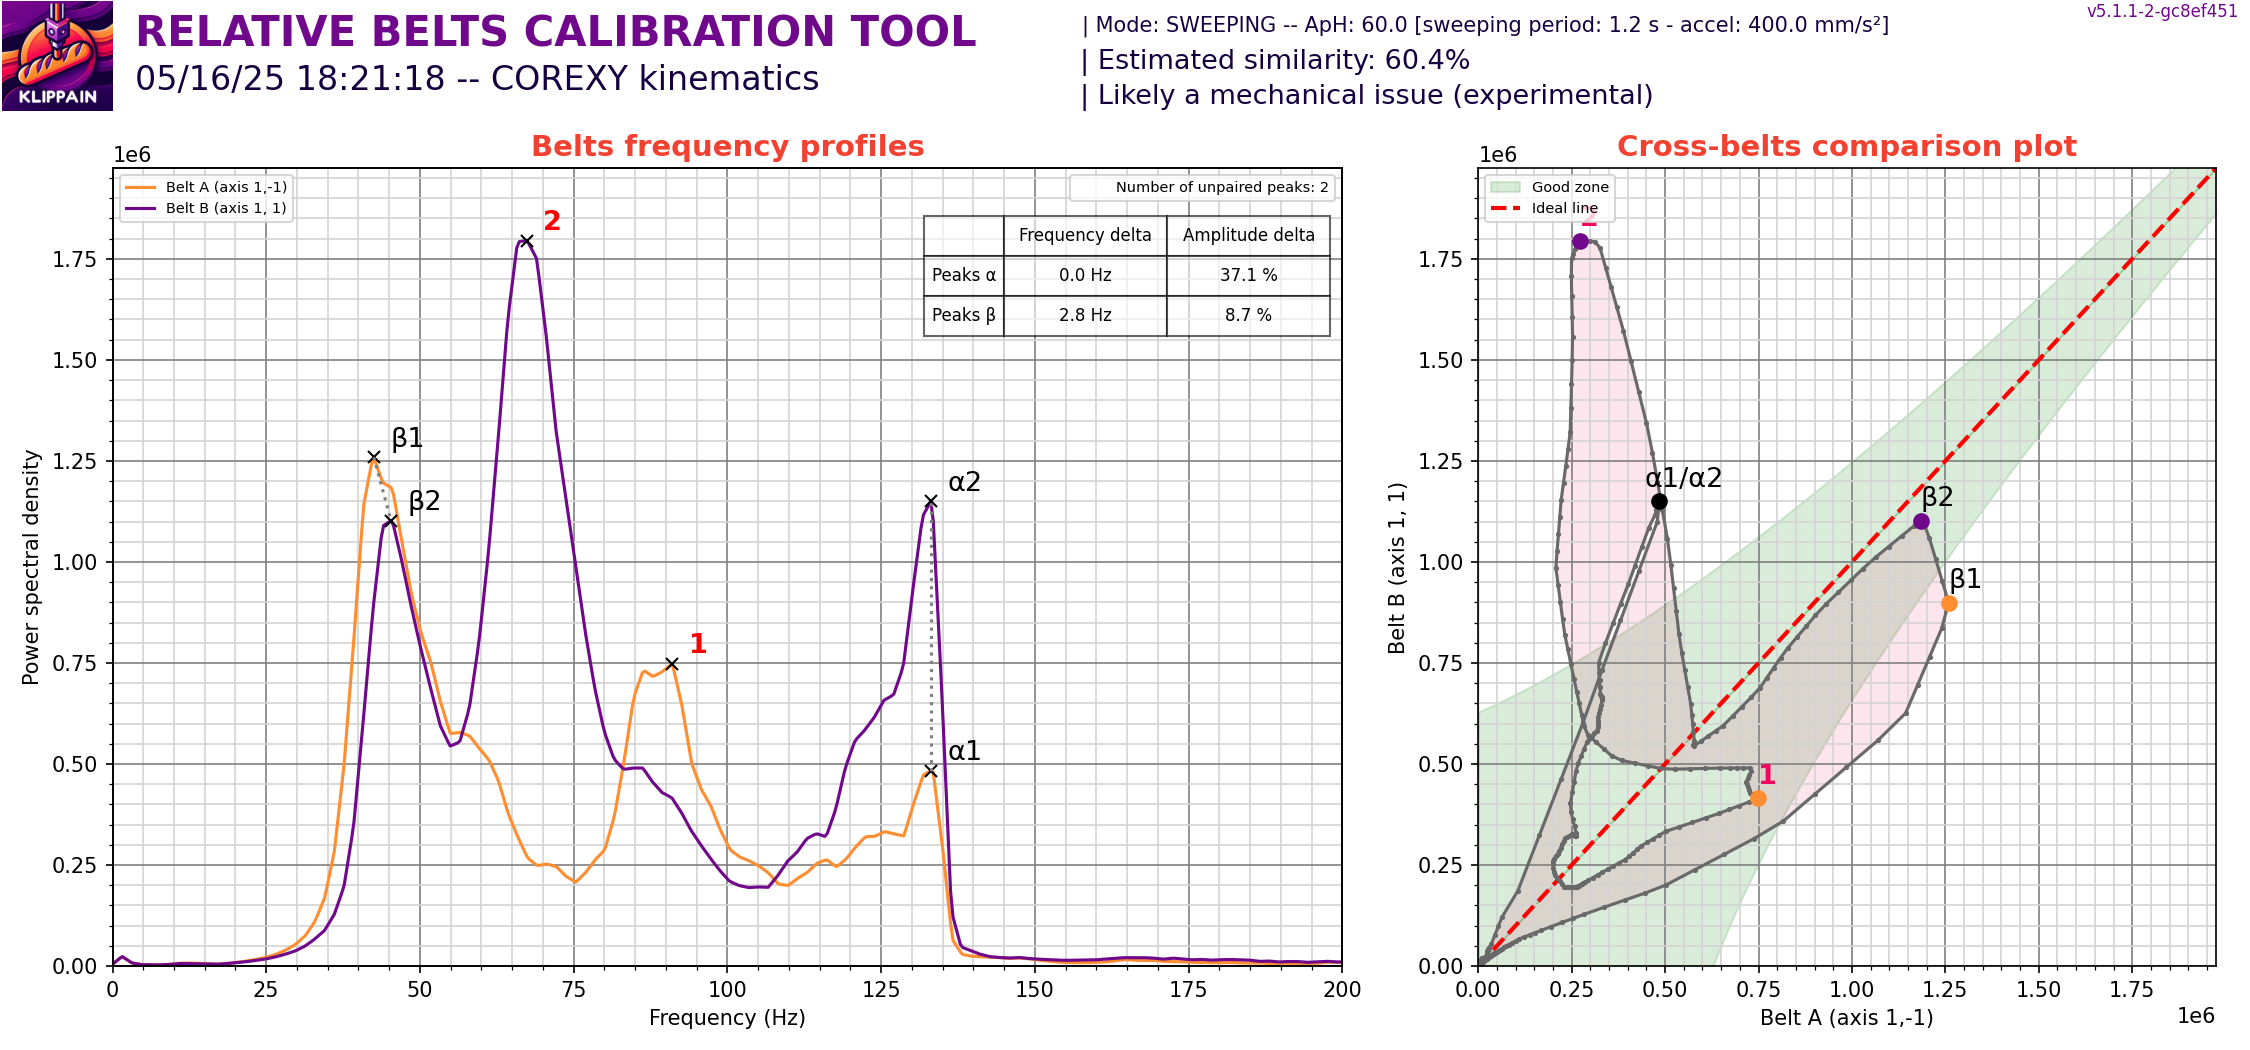 KLIPPAIN
RELATIVE BELTS CALIBRATION TOOL
05/16/25 18:21:18 -- COREXY kinematics
| Mode: SWEEPING -- ApH: 60.0 [sweeping period: 1.2 s - accel: 400.0 mm/s²]
| Estimated similarity: 60.4%
| Likely a mechanical issue (experimental)
v5.1.1-2-gc8ef451
Belts frequency profiles
1e6
Belt A (axis 1,-1)
Belt B (axis 1, 1)
Number of unpaired peaks: 2
Frequency delta Amplitude delta
Peaks α 0.0 Hz 37.1 %
Peaks β 2.8 Hz 8.7 %
2
β1
β2
α2
1
α1
1.75
1.50
1.25
1.00
0.75
0.50
0.25
0.00
Power spectral density
0 25 50 75 100 125 150 175 200
Frequency (Hz)
Cross-belts comparison plot
1e6
Good zone
Ideal line
2
α1/α2
β2
β1
1
1.75
1.50
1.25
1.00
0.75
0.50
0.25
0.00
Belt B (axis 1, 1)
0.00 0.25 0.50 0.75 1.00 1.25 1.50 1.75
Belt A (axis 1,-1)
1e6